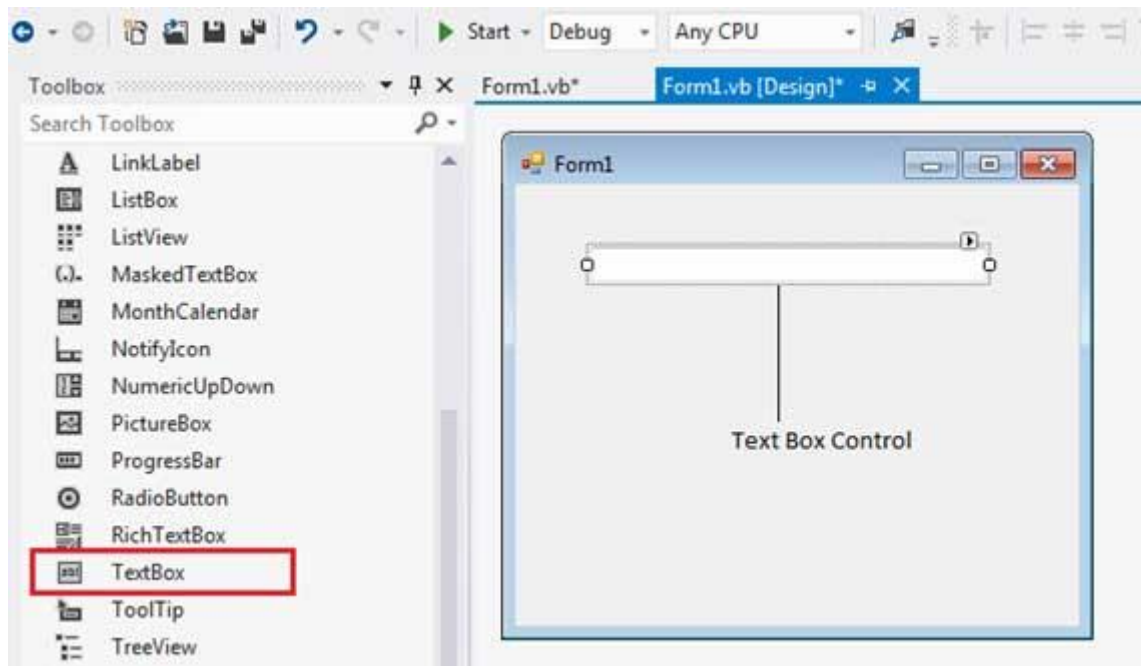 Start Debug Any CPU
Toolbox
Form1.vb* Form1.vb [Design]*
Search Toolbox
LinkLabel
ListBox
ListView
MaskedTextBox
MonthCalendar
NotifyIcon
NumericUpDown
PictureBox
ProgressBar
RadioButton
RichTextBox
TextBox
ToolTip
TreeView
Form1
Text Box Control